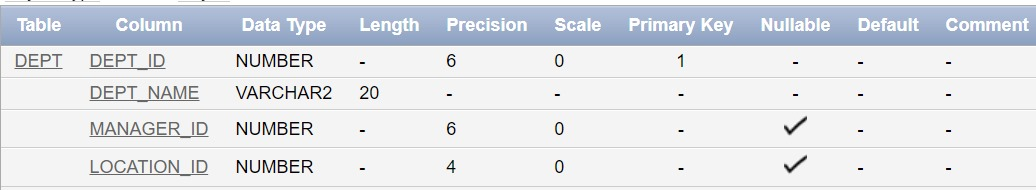 Table Column Data Type Length Precision Scale Primary Key Nullable Default Comment
DEPT DEPT_ID NUMBER - 6 0 1 - - -
DEPT_NAME VARCHAR2 20 - - - - - -
MANAGER_ID NUMBER - 6 0 - ✓ - -
LOCATION_ID NUMBER - 4 0 - ✓ - -